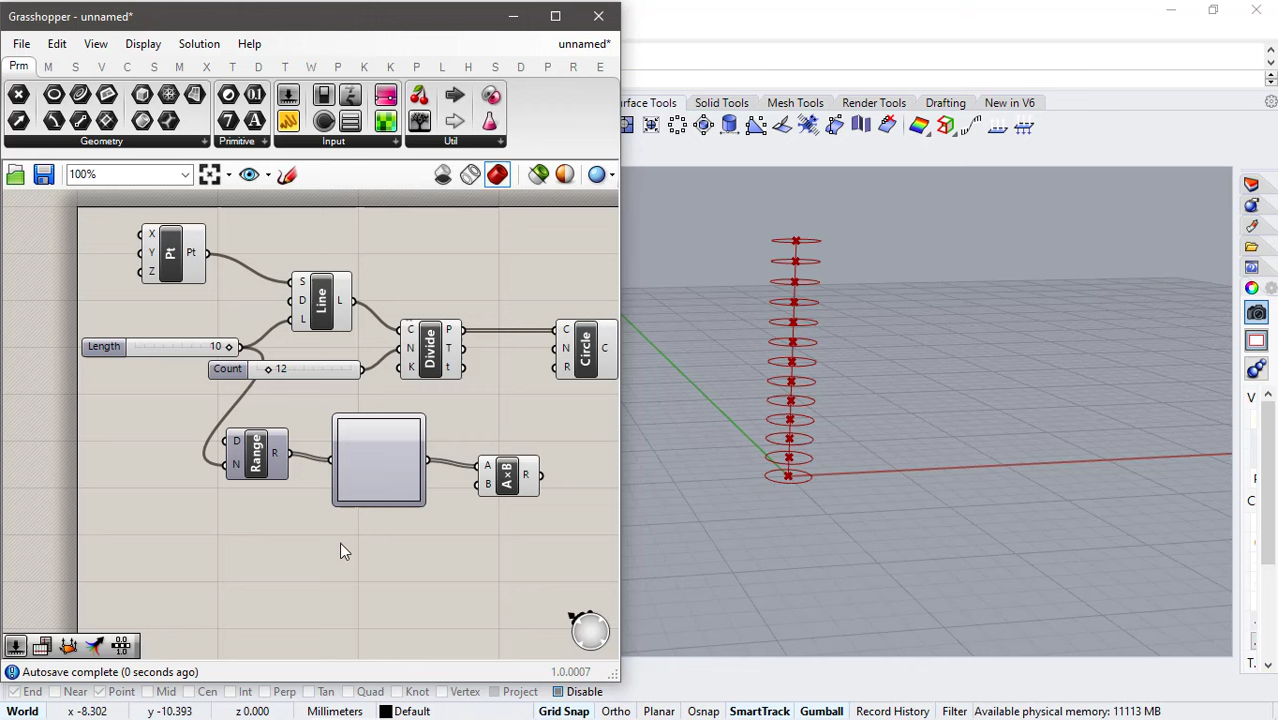 Grasshopper - unnamed*
File Edit View Display Solution Help unnamed*
Prm M S V C S M X T D T W P K K P L H S D P R E
Geometry Primitive Input Util
100%
urface Tools Solid Tools Mesh Tools Render Tools Drafting New in V6
X
Y Pt Pt
Z
S
D Line L
L
Length 10
Count 12
C P
N Divide T
K t
C
N Circle C
R
D
N Range R
A
B A×B R
V
C
T.
Autosave complete (0 seconds ago) 1.0.0007
End Near Point Mid Cen Int Perp Tan Quad Knot Vertex Project Disable
World x -8.302 y -10.393 z 0.000 Millimeters Default Grid Snap Ortho Planar Osnap SmartTrack Gumball Record History Filter Available physical memory: 11113 MB